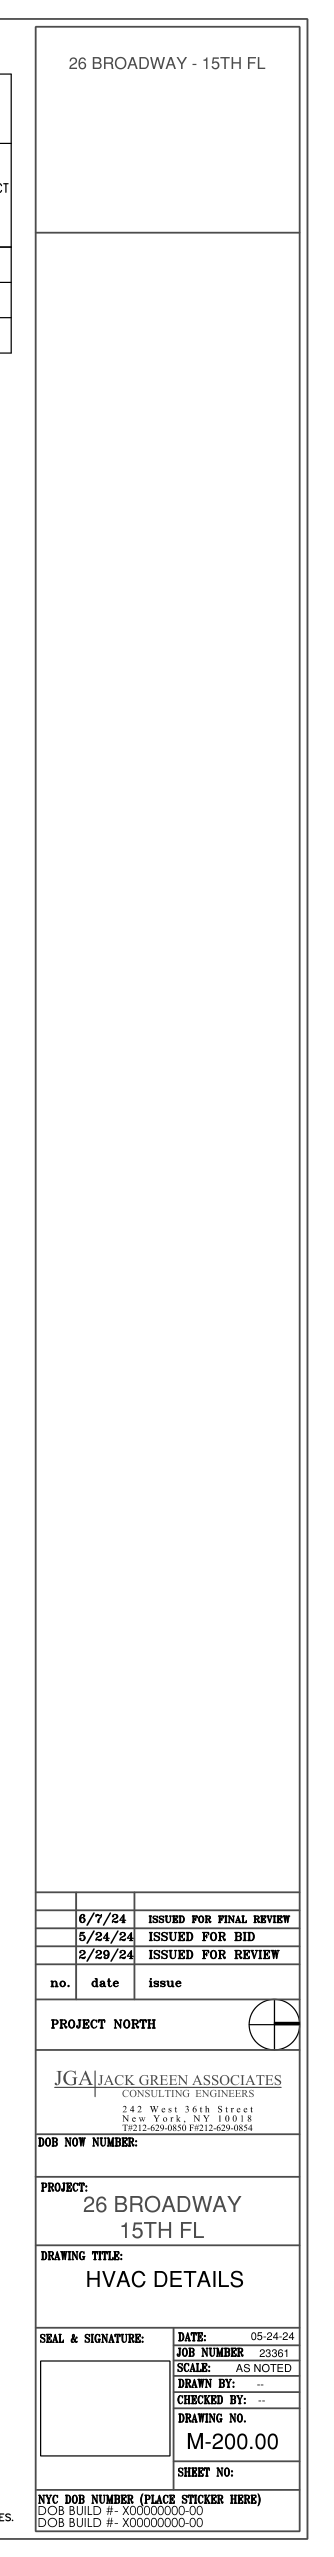 26 BROADWAY - 15TH FL
CT
6/7/24 ISSUED FOR FINAL REVIEW
5/24/24 ISSUED FOR BID
2/29/24 ISSUED FOR REVIEW
no. date issue
PROJECT NORTH
JGA JACK GREEN ASSOCIATES
CONSULTING ENGINEERS
242 West 36th Street
New York, NY 10018
T#212-629-0850 F#212-629-0854
DOB NOW NUMBER:
PROJECT:
26 BROADWAY
15TH FL
DRAWING TITLE:
HVAC DETAILS
SEAL & SIGNATURE:
DATE: 05-24-24
JOB NUMBER 23361
SCALE: AS NOTED
DRAWN BY: --
CHECKED BY: --
DRAWING NO.
M-200.00
SHEET NO:
NYC DOB NUMBER (PLACE STICKER HERE)
DOB BUILD #- X00000000-00
DOB BUILD #- X00000000-00
ES.